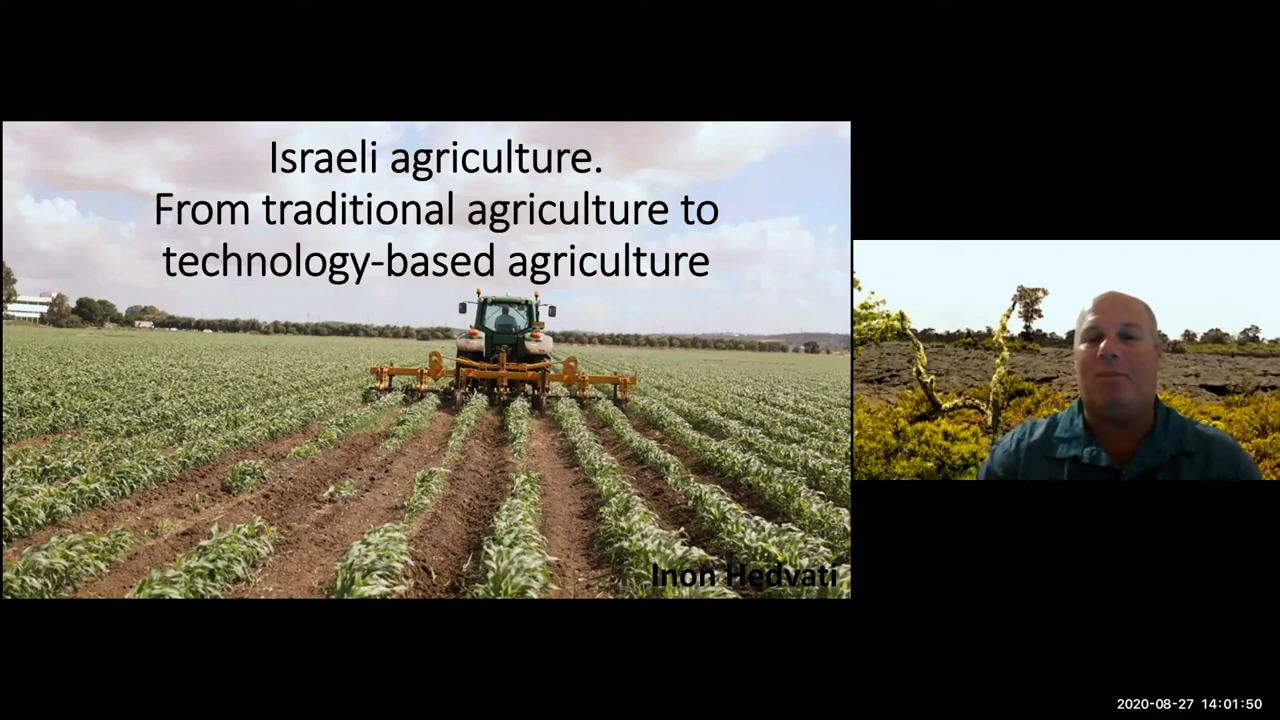 Israeli agriculture.
From traditional agriculture to
technology-based agriculture
Inon Hedvati
2020-08-27 14:01:50